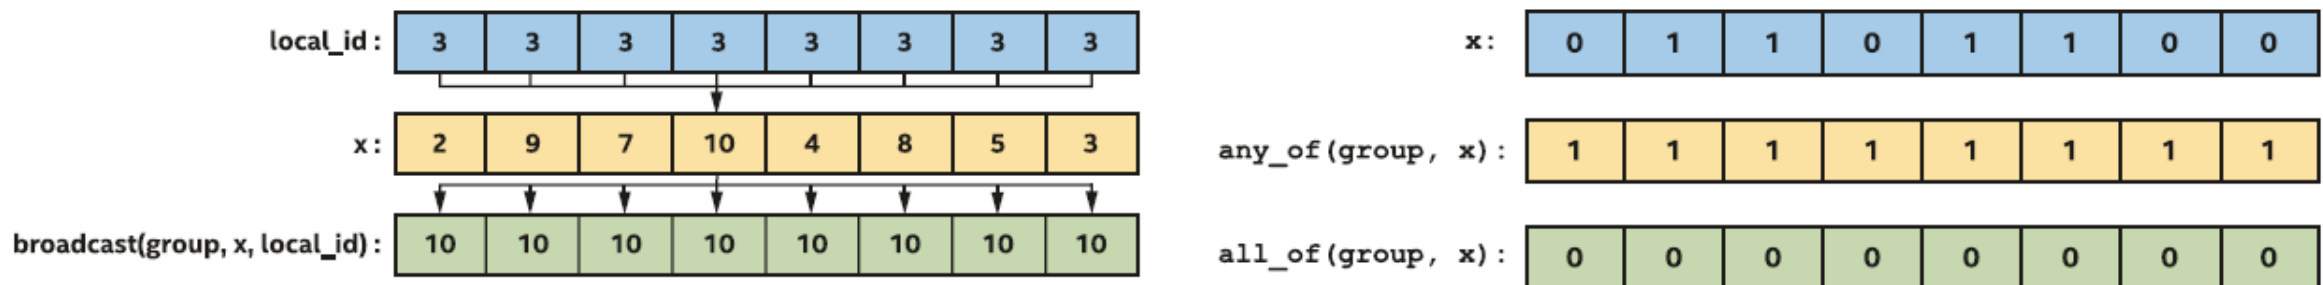 local_id: 3 3 3 3 3 3 3 3
x: 2 9 7 10 4 8 5 3
broadcast(group, x, local_id): 10 10 10 10 10 10 10 10
x: 0 1 1 0 1 1 0 0
any_of(group, x): 1 1 1 1 1 1 1 1
all_of(group, x): 0 0 0 0 0 0 0 0